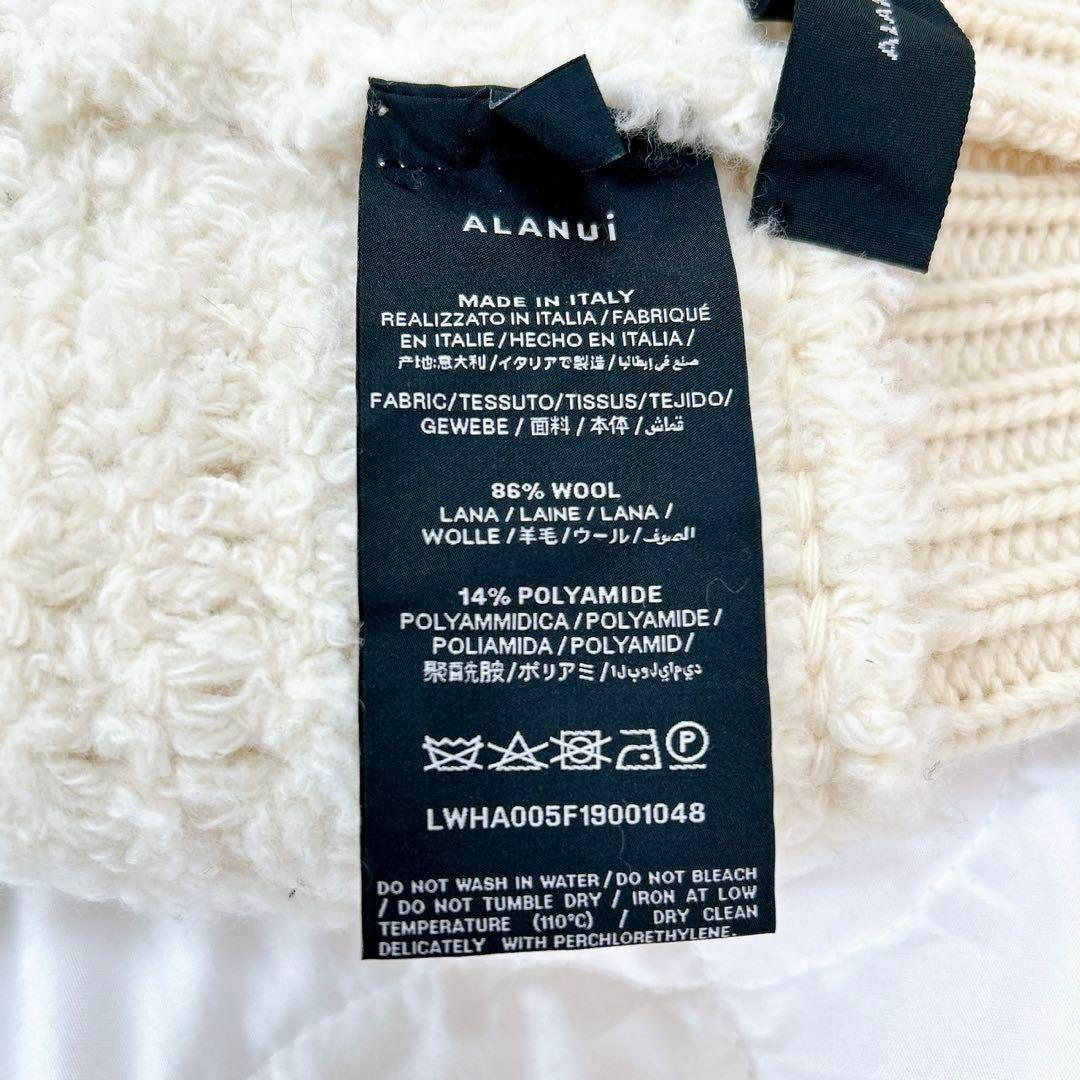 ALANUi
MADE IN ITALY
REALIZZATO IN ITALIA/FABRIQUÉ
EN ITALIE/HECHO EN ITALIA/
产地:意大利/イタリアで製造/صنع في إيطاليا
FABRIC/TESSUTO/TISSUS/TEJIDO/
GEWEBE/面料/本体/قماش
86% WOOL
LANA/LAINE/LANA/
WOLLE/羊毛/ウール/الصوف
14% POLYAMIDE
POLYAMMIDICA/POLYAMIDE/
POLIAMIDA/POLYAMID/
聚酰胺/ポリアミ/البولياميد
P
LWHA005F19001048
DO NOT WASH IN WATER/DO NOT BLEACH
/ DO NOT TUMBLE DRY / IRON AT LOW
TEMPERATURE (110°C) / DRY CLEAN
DELICATELY WITH PERCHLORETHYLENE.